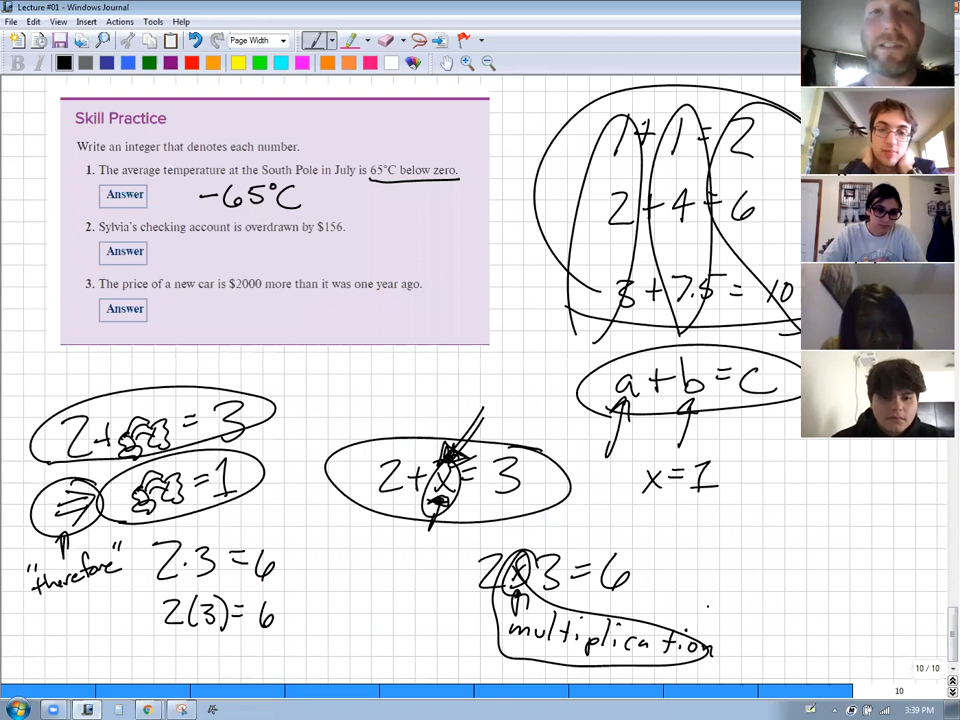 Lecture #01 - Windows Journal
File Edit View Insert Actions Tools Help
Page Width
B I
Skill Practice
Write an integer that denotes each number.
1. The average temperature at the South Pole in July is 65°C below zero.
Answer -65°C
2. Sylvia's checking account is overdrawn by $156.
Answer
3. The price of a new car is $2000 more than it was one year ago.
Answer
1 + 1 = 2
2 + 4 = 6
3 + 7.5 = 10
a + b = c
x = 1
2 + = 3
⇒ = 1
"therefore"
2 · 3 = 6
2(3) = 6
2 + x = 3
2 x 3 = 6
multiplication
10 / 10
10
3:39 PM